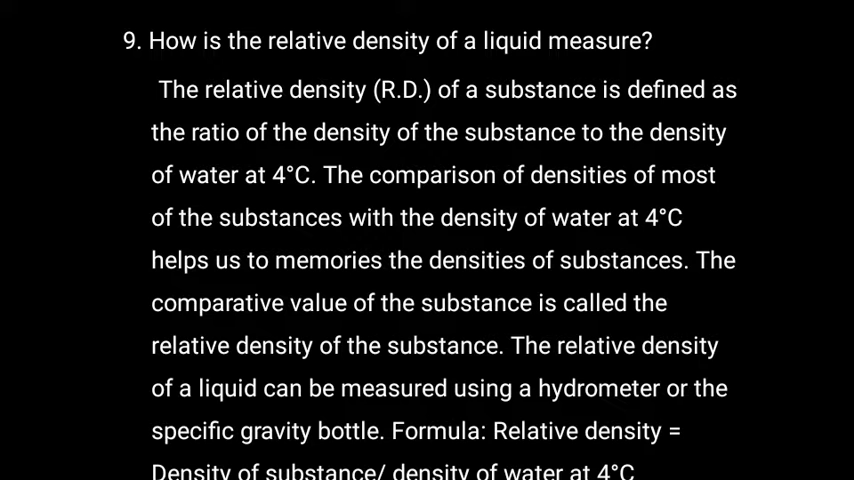 9. How is the relative density of a liquid measure?
The relative density (R.D.) of a substance is defined as
the ratio of the density of the substance to the density
of water at 4°C. The comparison of densities of most
of the substances with the density of water at 4°C
helps us to memories the densities of substances. The
comparative value of the substance is called the
relative density of the substance. The relative density
of a liquid can be measured using a hydrometer or the
specific gravity bottle. Formula: Relative density =
Density of substance/ density of water at 4°C